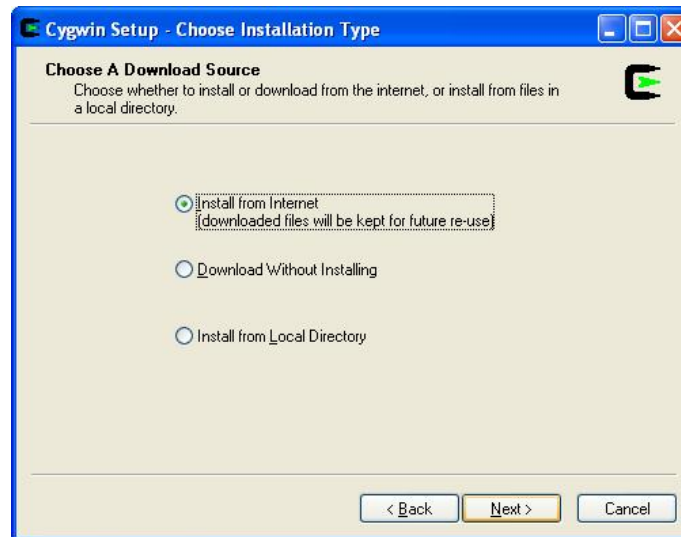 Cygwin Setup - Choose Installation Type
Choose A Download Source
Choose whether to install or download from the internet, or install from files in
a local directory.
Install from Internet
(downloaded files will be kept for future re-use)
Download Without Installing
Install from Local Directory
< Back
Next >
Cancel